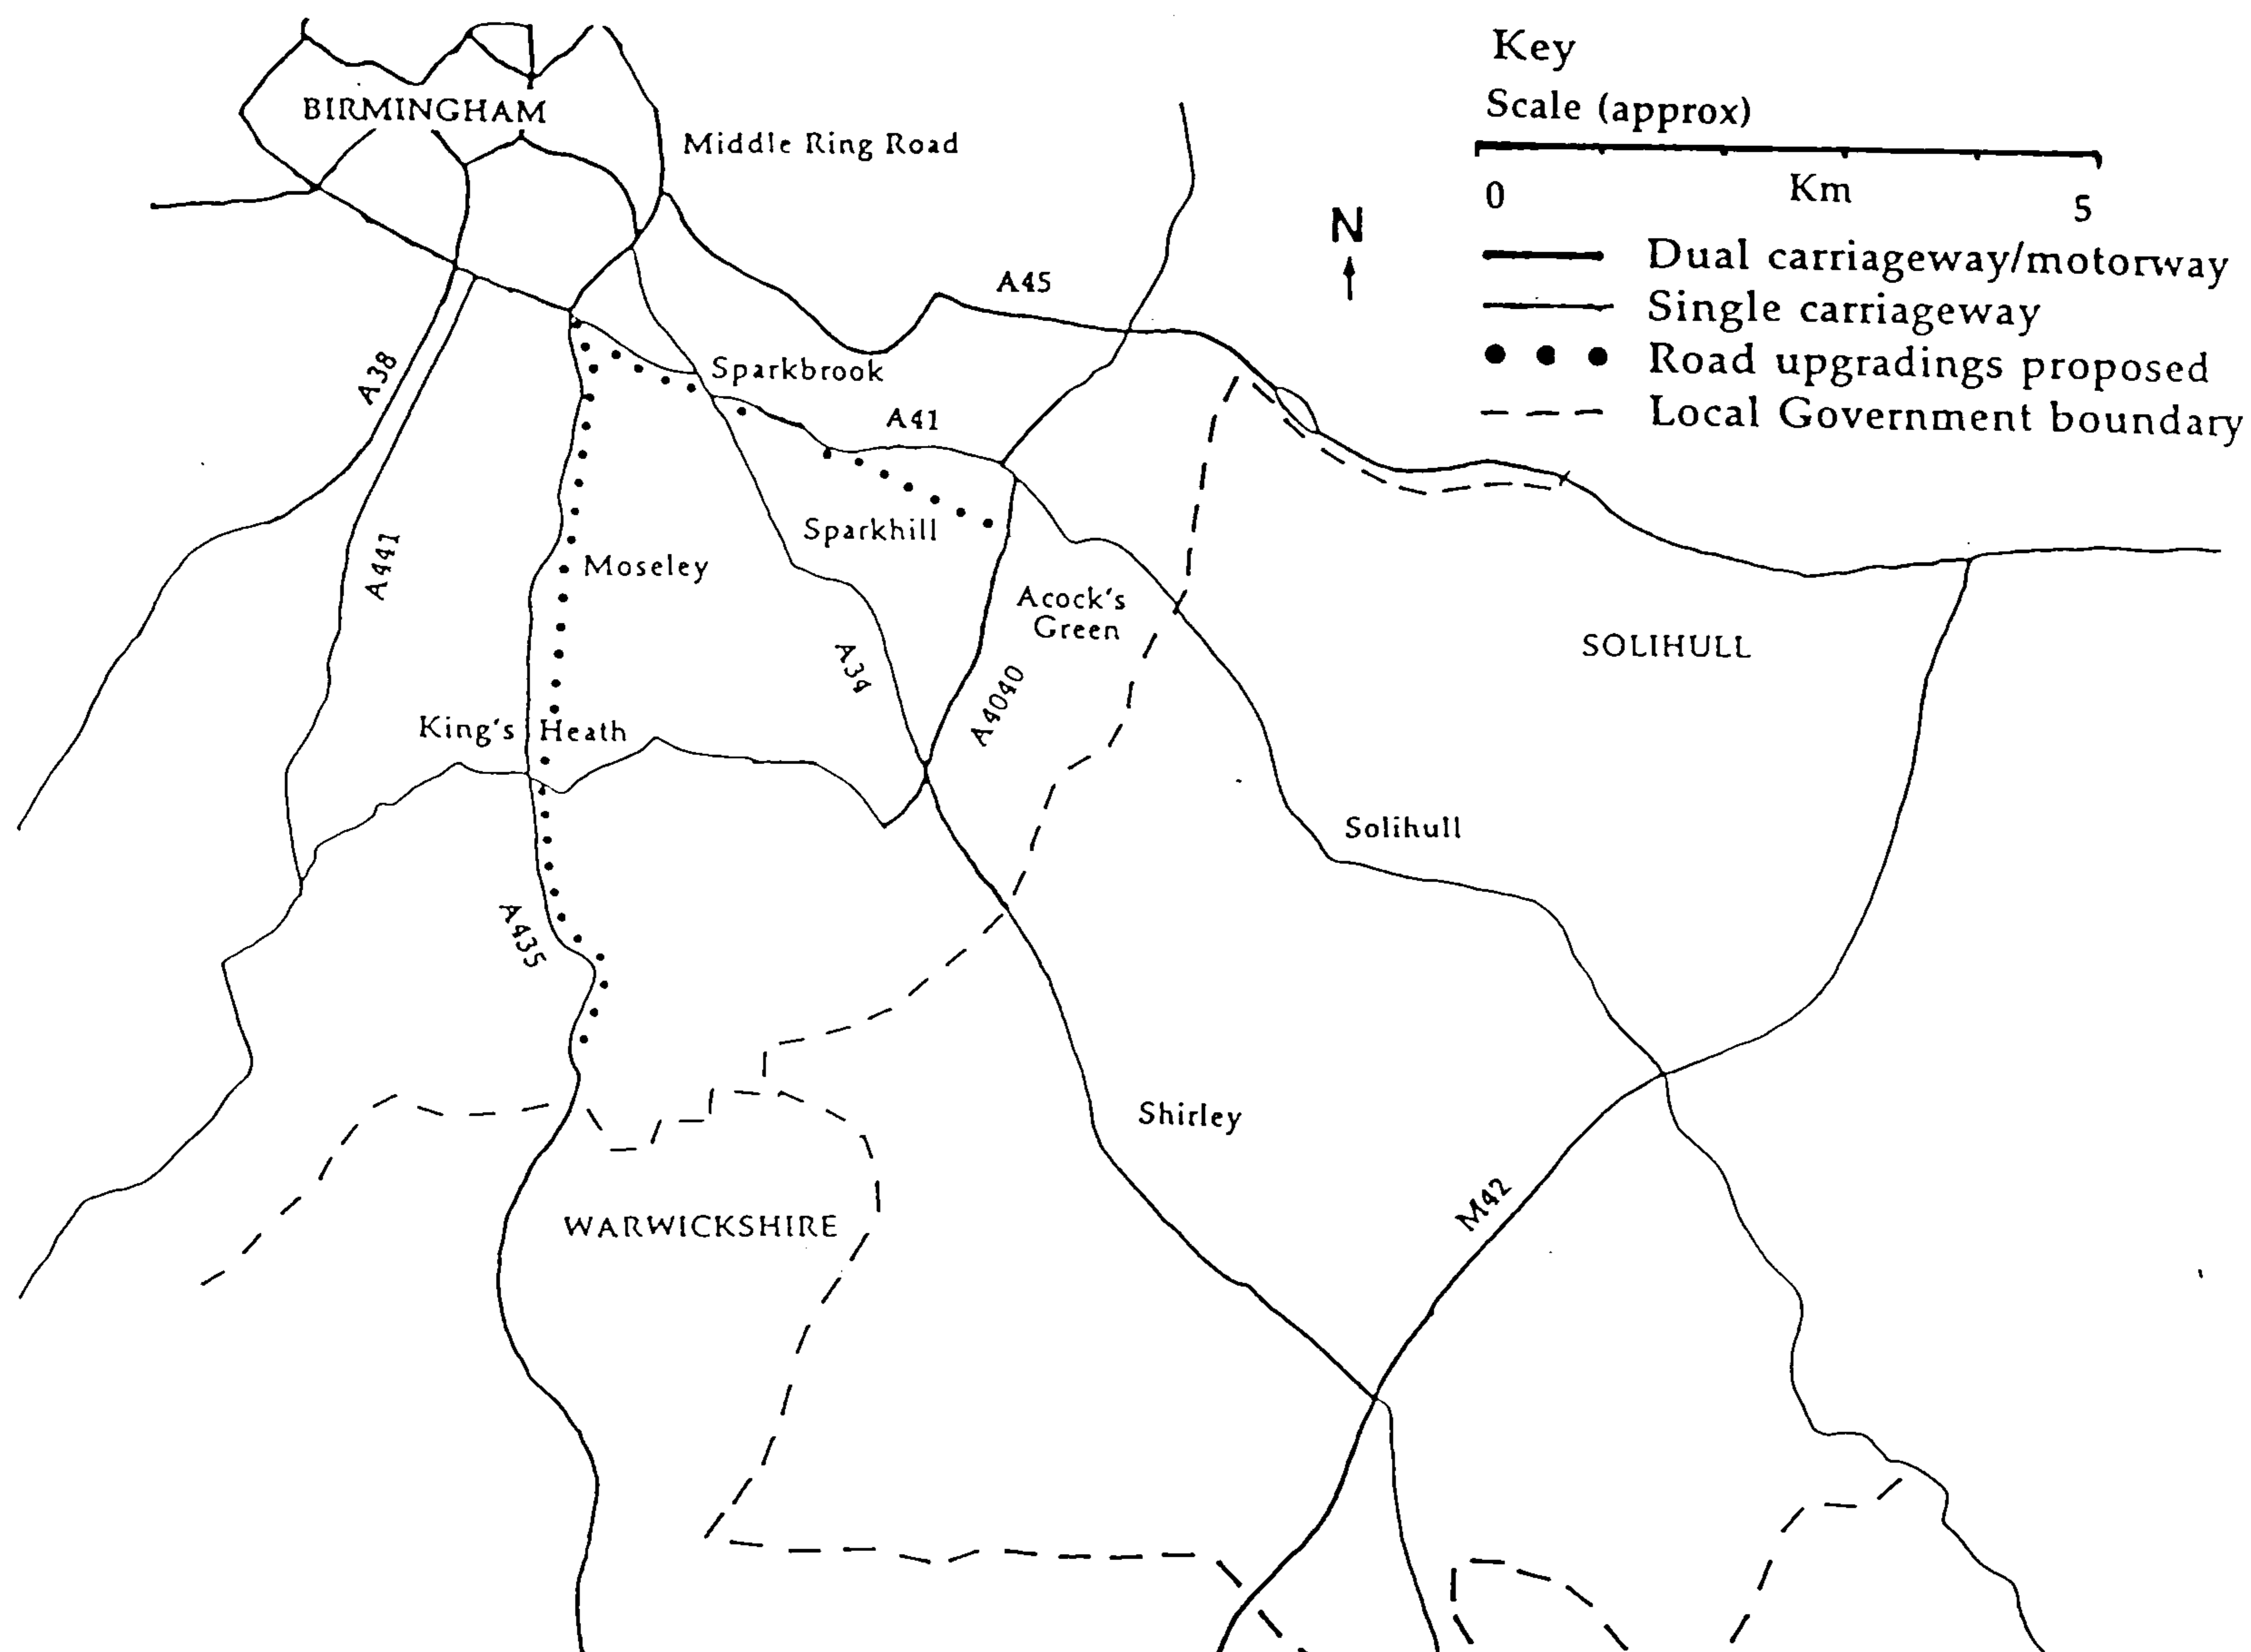 Key
Scale (approx)
0 Km 5
Dual carriageway/motorway
Single carriageway
Road upgradings proposed
Local Government boundary
N
BIRMINGHAM
Middle Ring Road
A45
A38
Sparkbrook
A41
A441
Sparkhill
Moseley
Acock's
Green
SOLIHULL
A34
A4040
King's Heath
Solihull
A435
Shirley
M42
WARWICKSHIRE